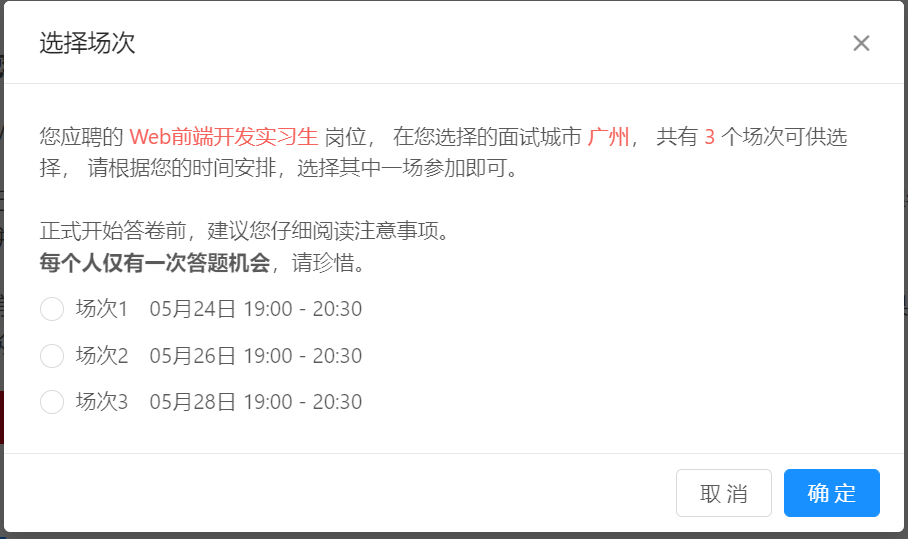 选择场次
您应聘的 Web前端开发实习生 岗位， 在您选择的面试城市 广州， 共有 3 个场次可供选
择， 请根据您的时间安排，选择其中一场参加即可。
正式开始答卷前，建议您仔细阅读注意事项。
每个人仅有一次答题机会，请珍惜。
场次1 05月24日 19:00 - 20:30
场次2 05月26日 19:00 - 20:30
场次3 05月28日 19:00 - 20:30
取 消 确 定